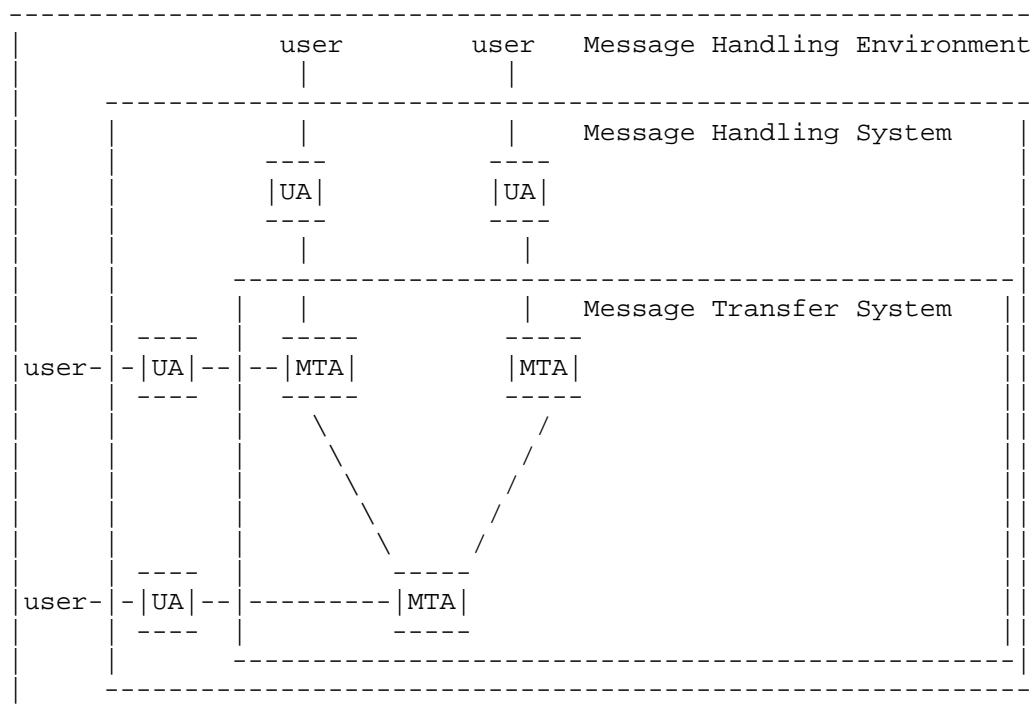 user user Message Handling Environment
Message Handling System
UA UA
Message Transfer System
user- UA MTA MTA
user- UA MTA